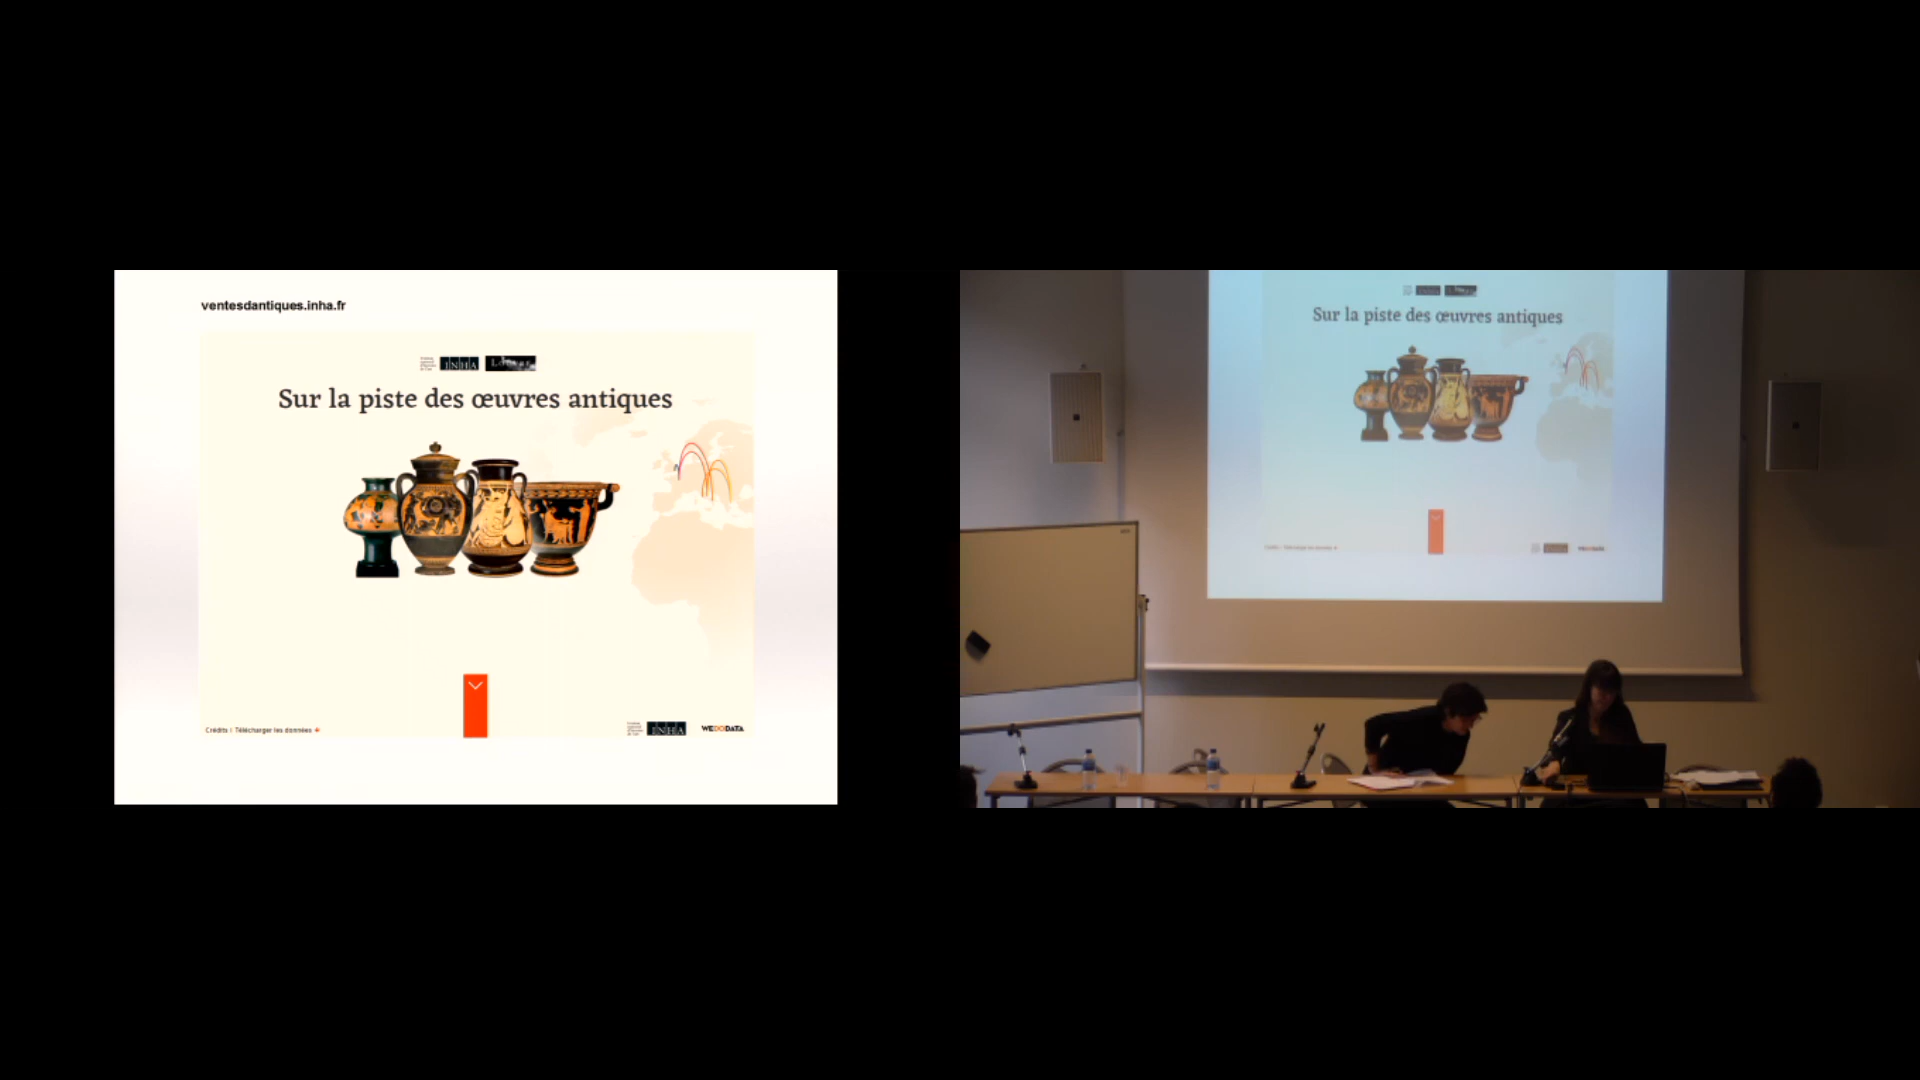 ventesdantiques.inha.fr
INHA
Sur la piste des œuvres antiques
Crédits | Télécharger les données +
INHA
WEDODATA
Sur la piste des œuvres antiques